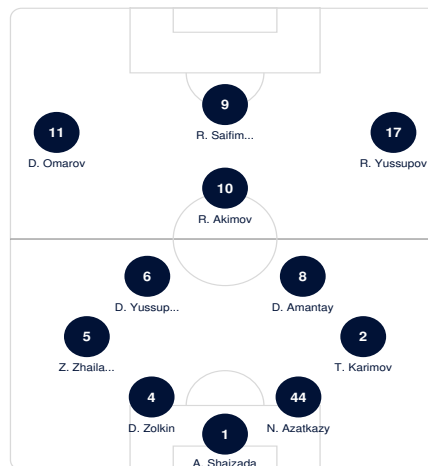 9
R. Saifim...
11
D. Omarov
17
R. Yussupov
10
R. Akimov
6
D. Yussup...
8
D. Amantay
5
Z. Zhaila...
2
T. Karimov
4
D. Zolkin
44
N. Azatkazy
1
A. Shaizada